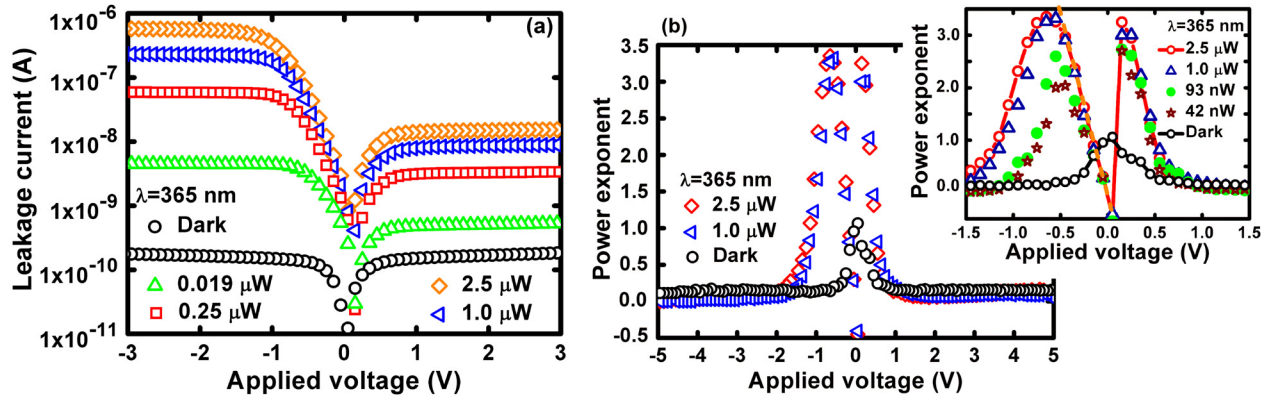 (a)
Leakage current (A)
1x10⁻⁶
1x10⁻⁷
1x10⁻⁸
1x10⁻⁹
1x10⁻¹⁰
1x10⁻¹¹
λ=365 nm
Dark
0.019 μW
0.25 μW
2.5 μW
1.0 μW
-3 -2 -1 0 1 2 3
Applied voltage (V)
(b)
Power exponent
3.5
3.0
2.5
2.0
1.5
1.0
0.5
0.0
-0.5
λ=365 nm
2.5 μW
1.0 μW
Dark
-5 -4 -3 -2 -1 0 1 2 3 4 5
Applied voltage (V)
Power exponent
3.0
2.0
1.0
0.0
λ=365 nm
2.5 μW
1.0 μW
93 nW
42 nW
Dark
-1.5 -1.0 -0.5 0.0 0.5 1.0 1.5
Applied voltage (V)